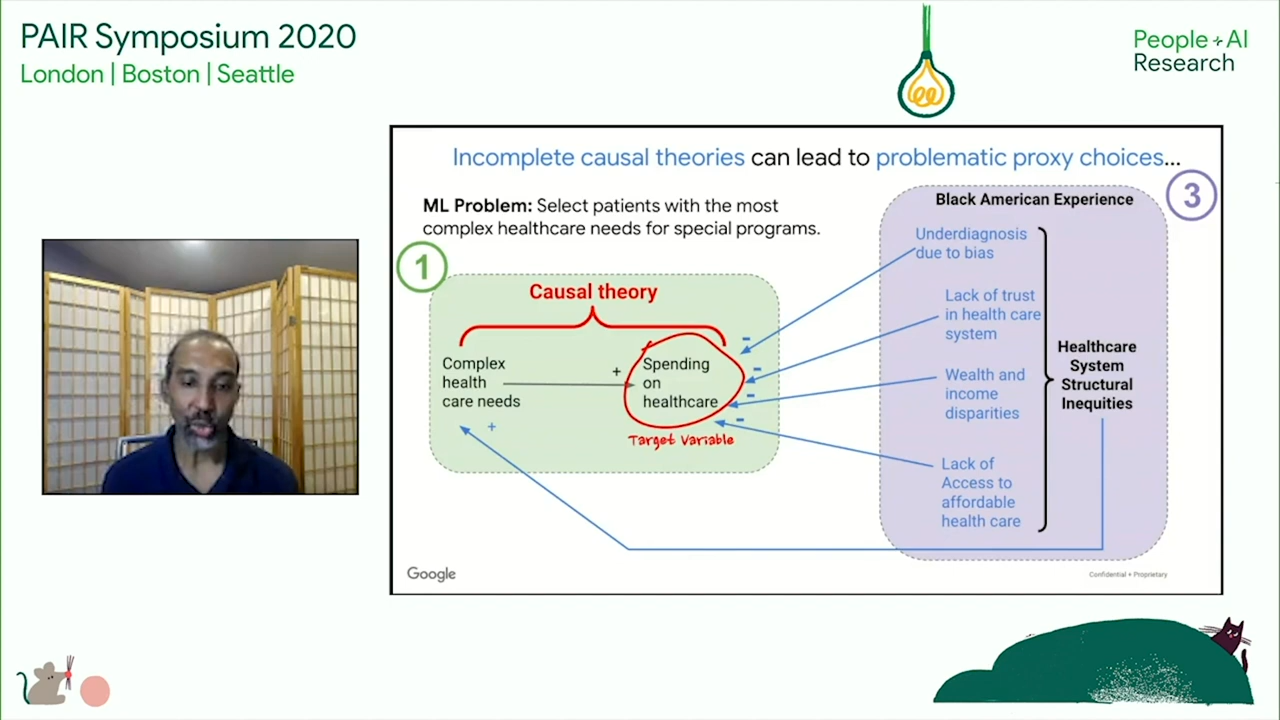 PAIR Symposium 2020
London | Boston | Seattle
People + AI
Research
Incomplete causal theories can lead to problematic proxy choices...
ML Problem: Select patients with the most
complex healthcare needs for special programs.
1
Causal theory
Complex
health
care needs
+
+
Spending
on
healthcare
Target Variable
-
-
-
-
3
Black American Experience
Underdiagnosis
due to bias
Lack of trust
in health care
system
Wealth and
income
disparities
Lack of
Access to
affordable
health care
Healthcare
System
Structural
Inequities
Google
Confidential + Proprietary